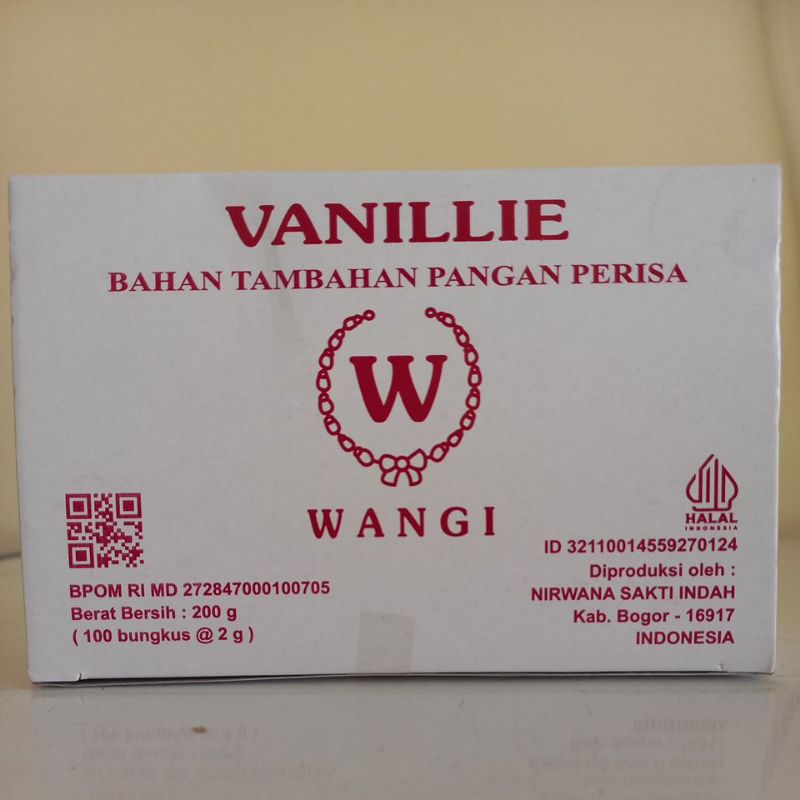 VANILLIE
BAHAN TAMBAHAN PANGAN PERISA
W
WANGI
BPOM RI MD 272847000100705
Berat Bersih : 200 g
( 100 bungkus @ 2 g )
HALAL
INDONESIA
ID 32110014559270124
Diproduksi oleh :
NIRWANA SAKTI INDAH
Kab. Bogor - 16917
INDONESIA